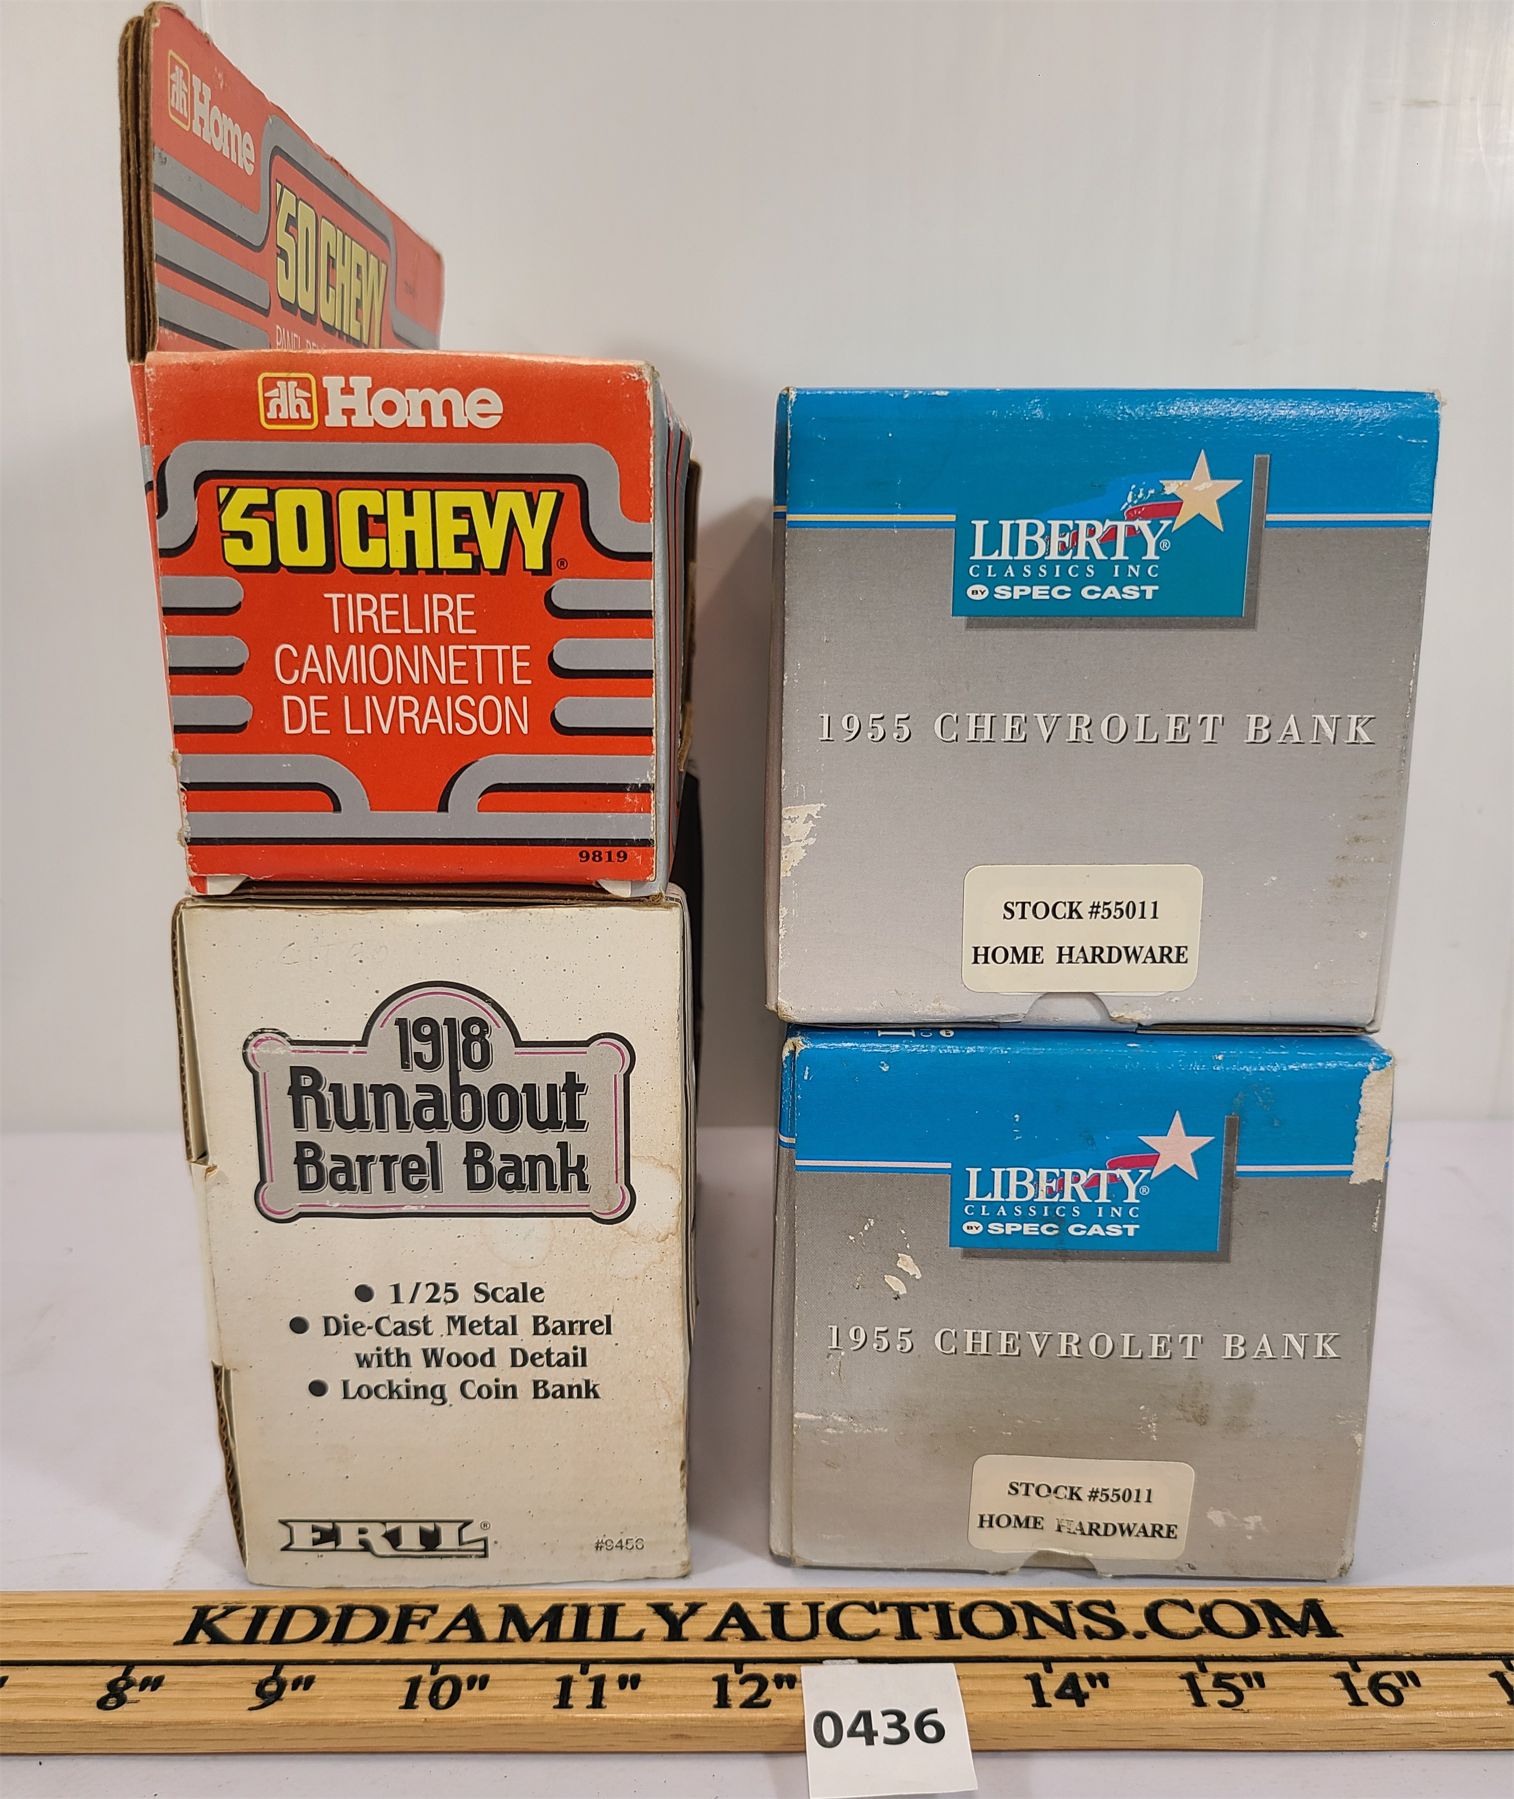 Home
'50 CHEVY
Home
'50 CHEVY®
TIRELIRE
CAMIONNETTE
DE LIVRAISON
9819
1918
Runabout
Barrel Bank
● 1/25 Scale
● Die-Cast Metal Barrel
with Wood Detail
● Locking Coin Bank
ERTL®
#9456
LIBERTY®
CLASSICS INC
BY SPEC CAST
1955 CHEVROLET BANK
STOCK #55011
HOME HARDWARE
LIBERTY®
CLASSICS INC
BY SPEC CAST
1955 CHEVROLET BANK
STOCK #55011
HOME HARDWARE
KIDDFAMILYAUCTIONS.COM
8" 9" 10" 11" 12" 14" 15" 16"
0436